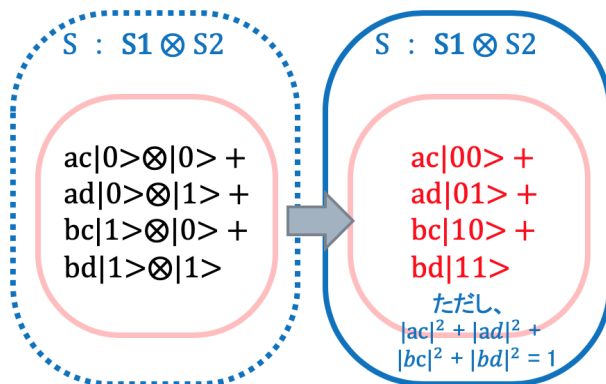 S : S1 ⊗ S2
ac|0>⊗|0> +
ad|0>⊗|1> +
bc|1>⊗|0> +
bd|1>⊗|1>
S : S1 ⊗ S2
ac|00> +
ad|01> +
bc|10> +
bd|11>
ただし、
|ac|² + |ad|² +
|bc|² + |bd|² = 1